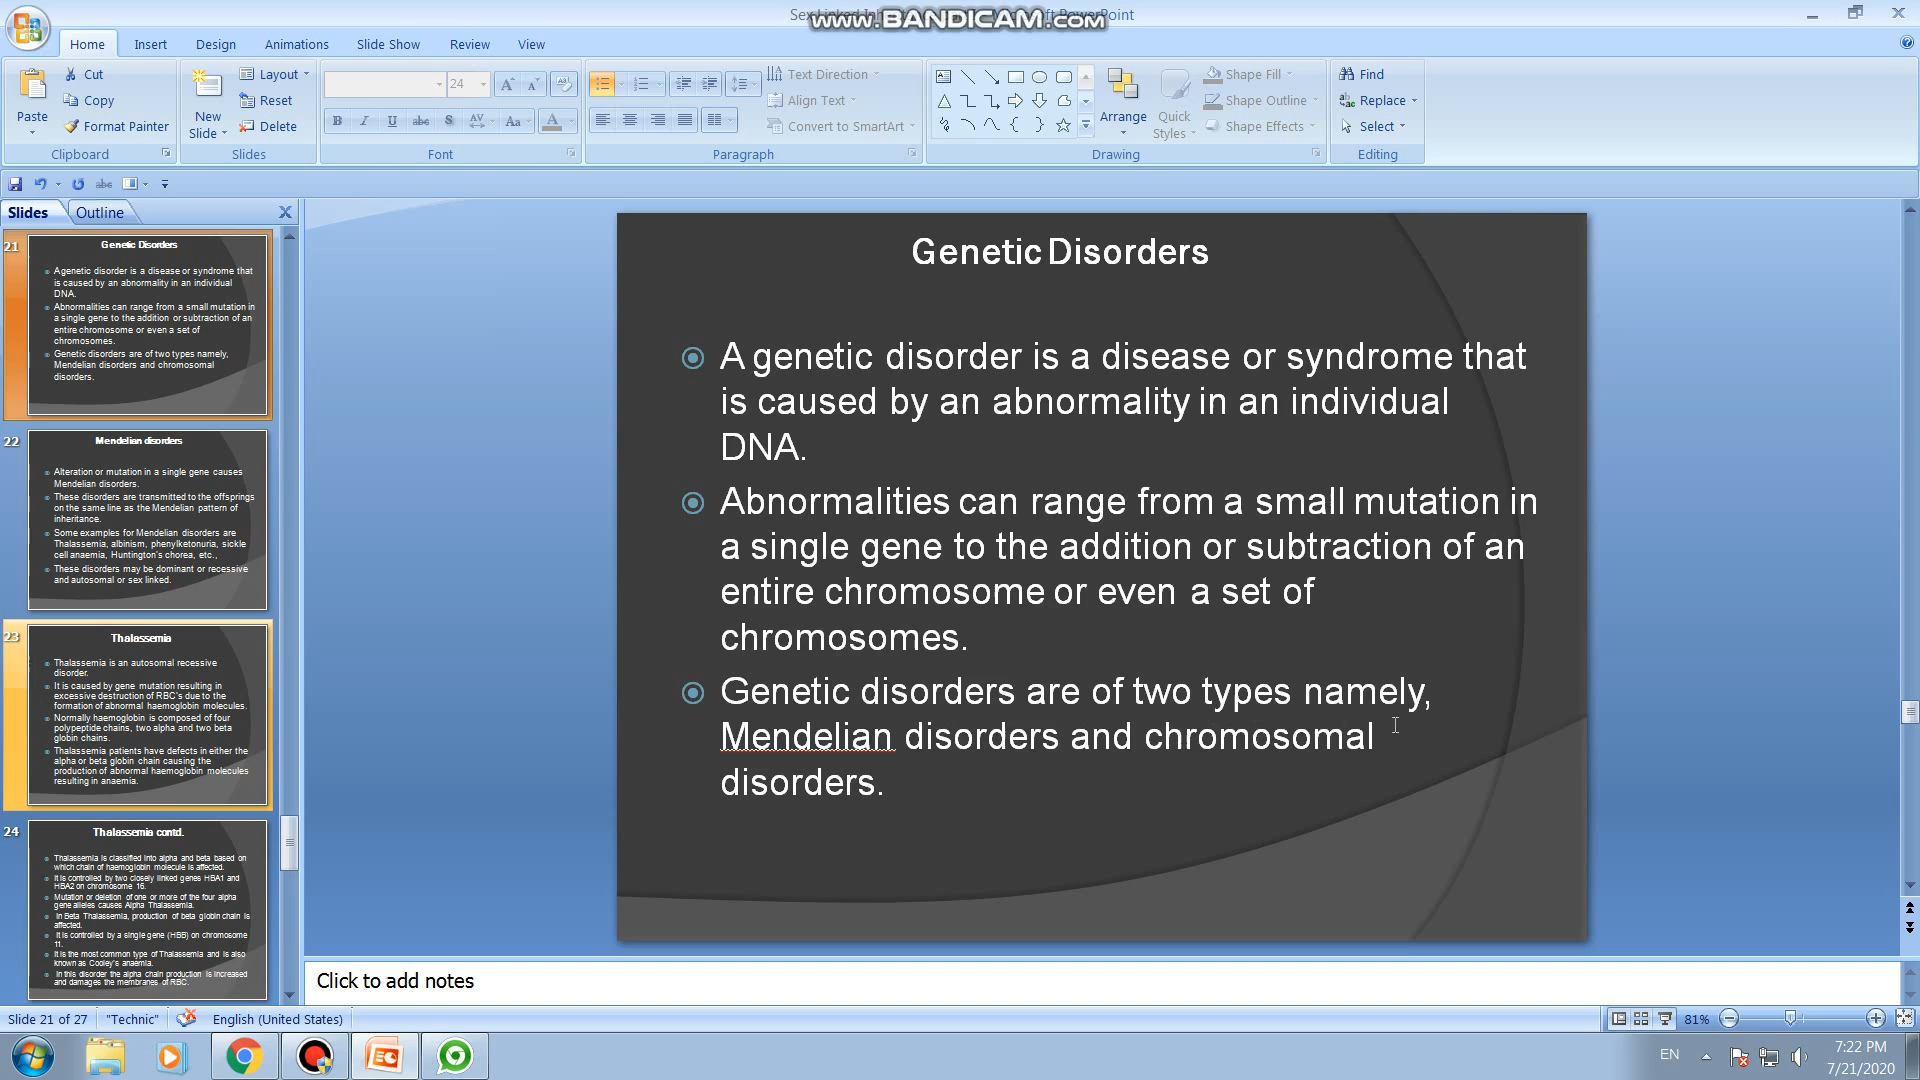 www.BANDICAM.com
Home Insert Design Animations Slide Show Review View
Cut
Copy
Format Painter
Paste
Clipboard
New
Slide
Layout
Reset
Delete
Slides
24
Font
Paragraph
Text Direction
Align Text
Convert to SmartArt
Arrange
Quick
Styles
Shape Fill
Shape Outline
Shape Effects
Drawing
Find
Replace
Select
Editing
Slides Outline
21
Genetic Disorders
Agenetic disorder is a disease or syndrome that
is caused by an abnormality in an individual
DNA.
Abnormalities can range from a small mutation in
a single gene to the addition or subtraction of an
entire chromosome or even a set of
chromosomes.
Genetic disorders are of two types namely,
Mendelian disorders and chromosomal
disorders.
22
Mendelian disorders
Alteration or mutation in a single gene causes
Mendelian disorders.
These disorders are transmitted to the offsprings
on the same line as the Mendelian pattern of
inheritance.
Some examples for Mendelian disorders are
Thalassemia, albinism, phenylketonuria, sickle
cell anaemia, Huntington's chorea, etc.,
These disorders may be dominant or recessive
and autosomal or sex linked.
23
Thalassemia
Thalassemia is an autosomal recessive
disorder.
It is caused by gene mutation resulting in
excessive destruction of RBC's due to the
formation of abnormal haemoglobin molecules.
Normally haemoglobin is composed of four
polypeptide chains, two alpha and two beta
globin chains.
Thalassemia patients have defects in either the
alpha or beta globin chain causing the
production of abnormal haemoglobin molecules
resulting in anaemia.
24
Thalassemia contd.
Thalassemia is classified into alpha and beta based on
which chain of haemoglobin molecule is affected.
It is controlled by two closely linked genes HBA1 and
HBA2 on chromosome 16.
Mutation or deletion of one or more of the four alpha
gene alleles causes Alpha Thalassemia.
In Beta Thalassemia, production of beta globin chain is
affected.
It is controlled by a single gene (HBB) on chromosome
11.
It is the most common type of Thalassemia and is also
known as Cooley's anaemia.
In this disorder the alpha chain production is increased
and damages the membranes of RBC.
Genetic Disorders
A genetic disorder is a disease or syndrome that
is caused by an abnormality in an individual
DNA.
Abnormalities can range from a small mutation in
a single gene to the addition or subtraction of an
entire chromosome or even a set of
chromosomes.
Genetic disorders are of two types namely,
Mendelian disorders and chromosomal
disorders.
Click to add notes
Slide 21 of 27 "Technic" English (United States) 81%
EN 7:22 PM
7/21/2020